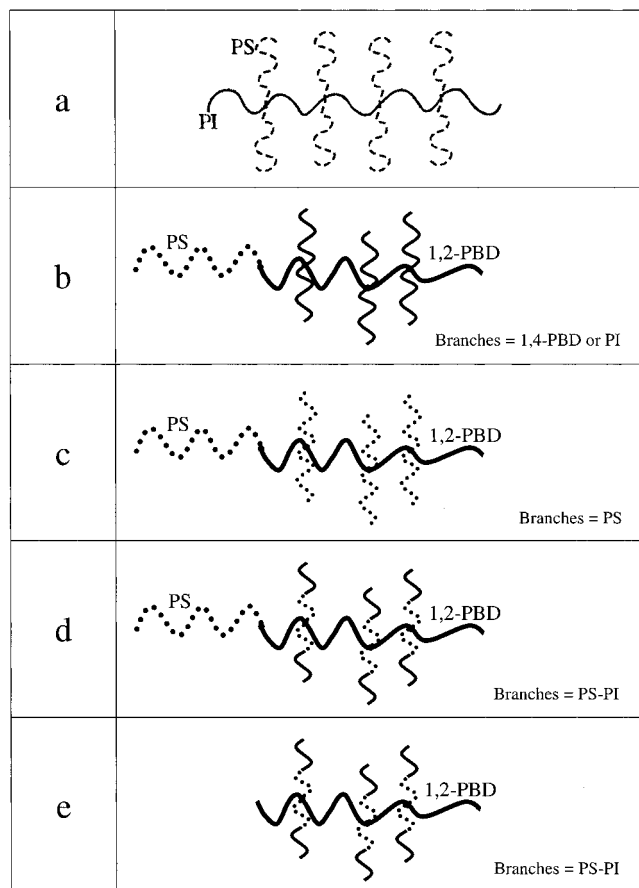 a
PS
PI
b
PS
1,2-PBD
Branches = 1,4-PBD or PI
c
PS
1,2-PBD
Branches = PS
d
PS
1,2-PBD
Branches = PS-PI
e
1,2-PBD
Branches = PS-PI